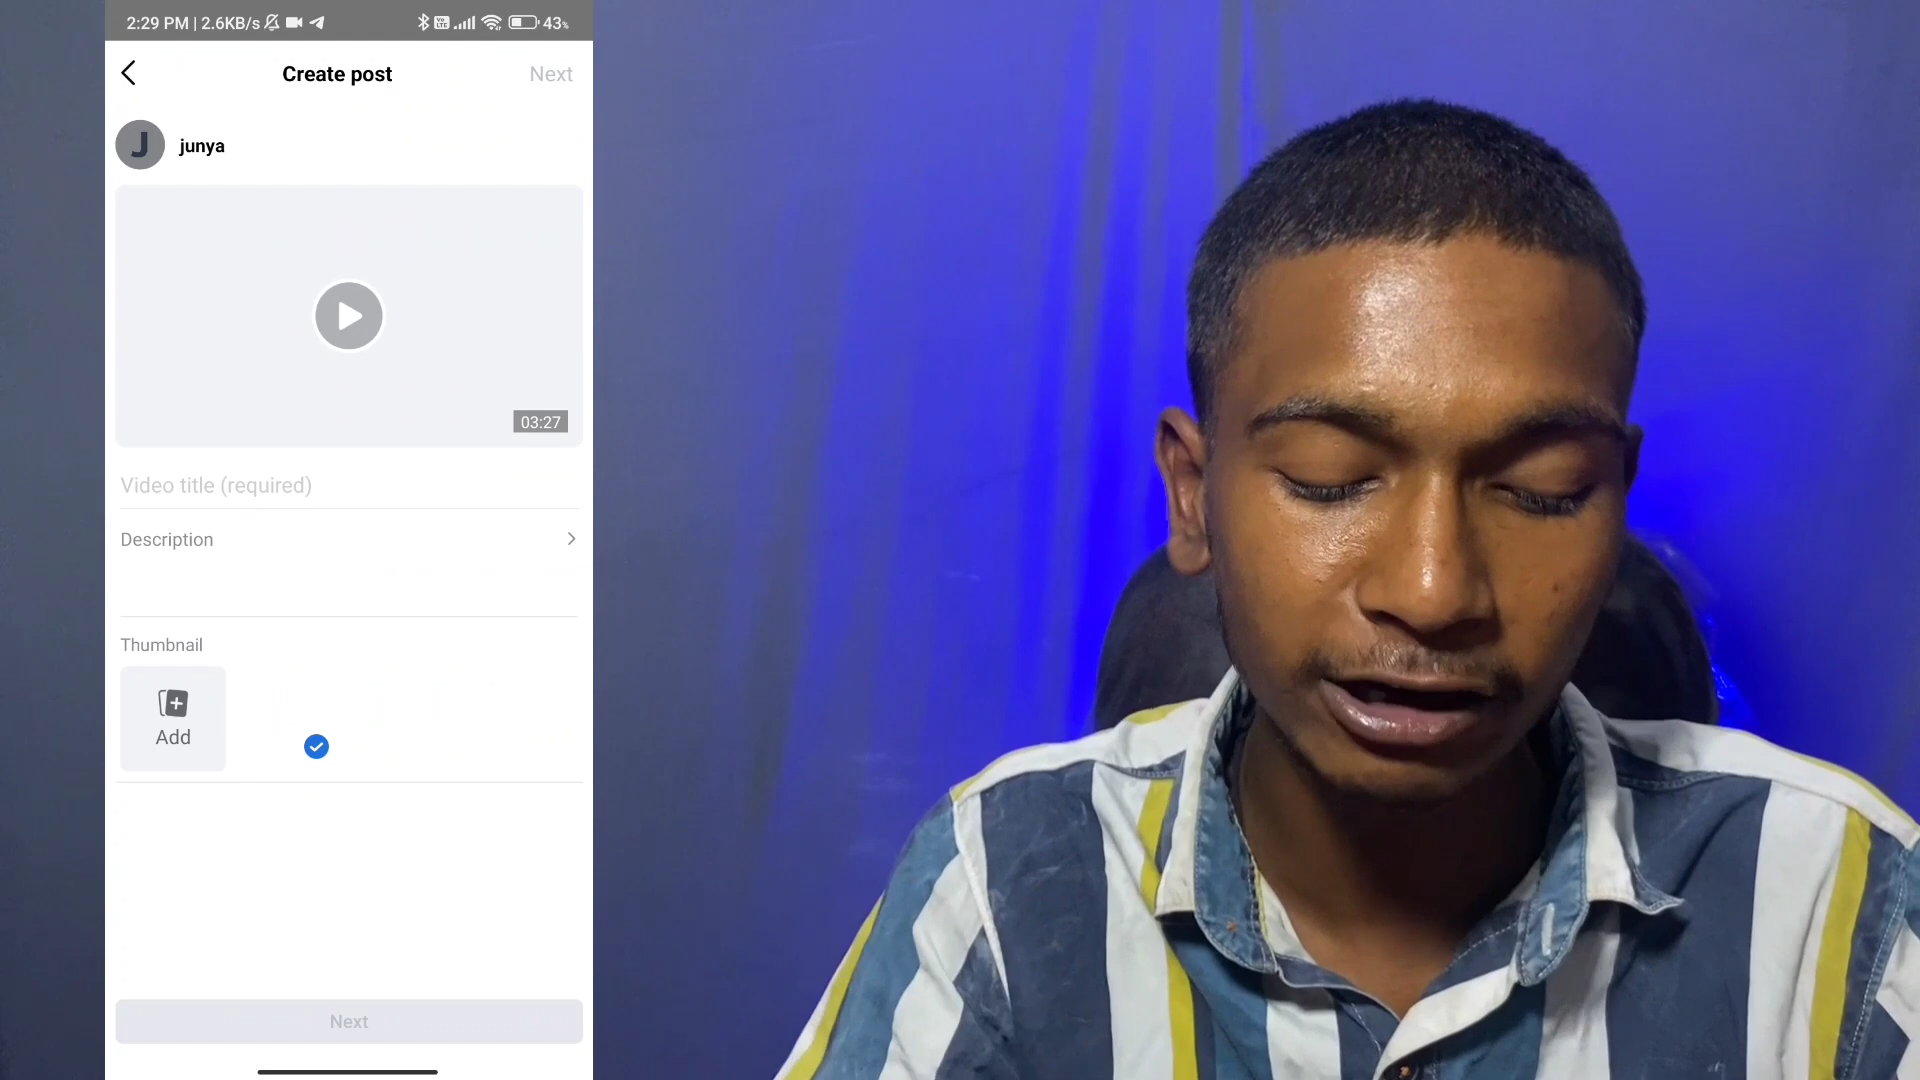 2:29 PM | 2.6KB/s 43%
Create post
Next
J
junya
03:27
Video title (required)
Description
Thumbnail
Add
Next